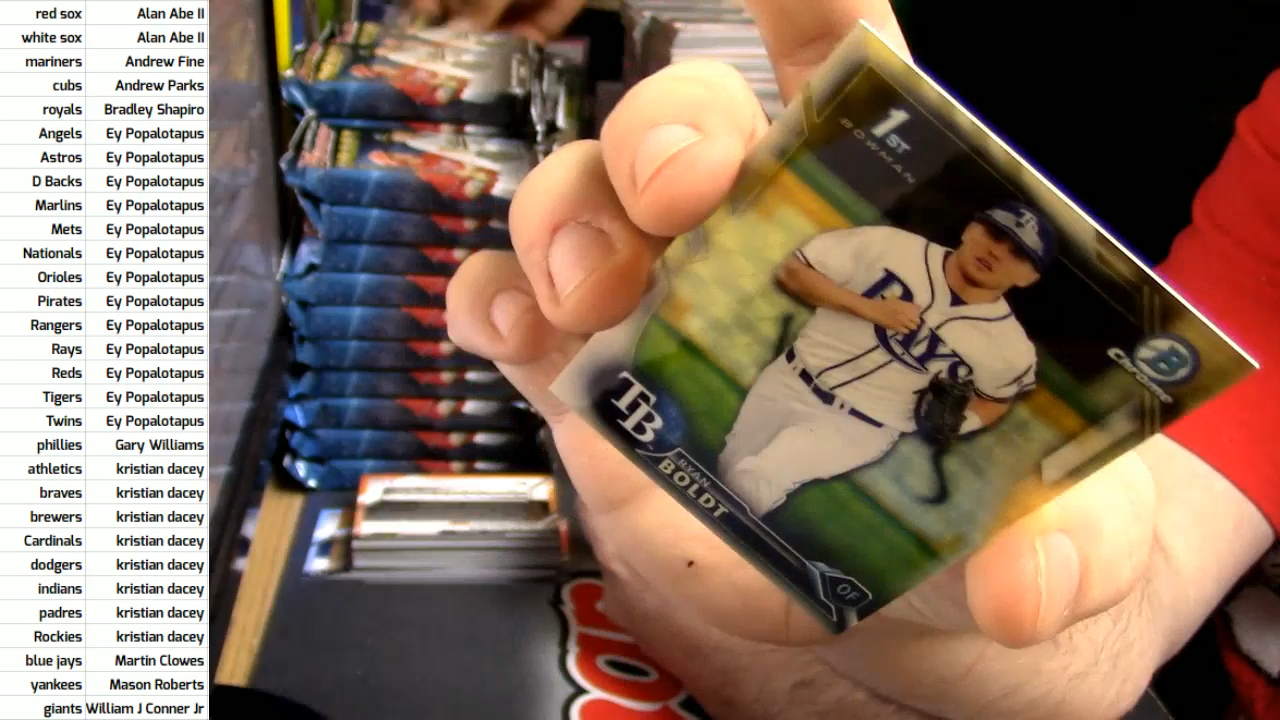 red sox Alan Abe II
white sox Alan Abe II
mariners Andrew Fine
cubs Andrew Parks
royals Bradley Shapiro
Angels Ey Popalotapus
Astros Ey Popalotapus
D Backs Ey Popalotapus
Marlins Ey Popalotapus
Mets Ey Popalotapus
Nationals Ey Popalotapus
Orioles Ey Popalotapus
Pirates Ey Popalotapus
Rangers Ey Popalotapus
Rays Ey Popalotapus
Reds Ey Popalotapus
Tigers Ey Popalotapus
Twins Ey Popalotapus
phillies Gary Williams
athletics kristian dacey
braves kristian dacey
brewers kristian dacey
Cardinals kristian dacey
dodgers kristian dacey
indians kristian dacey
padres kristian dacey
Rockies kristian dacey
blue jays Martin Clowes
yankees Mason Roberts
giants William J Conner Jr
1ST
BOWMAN
TB
RAYS
B
CHROME
TB
RYAN
BOLDT
OF